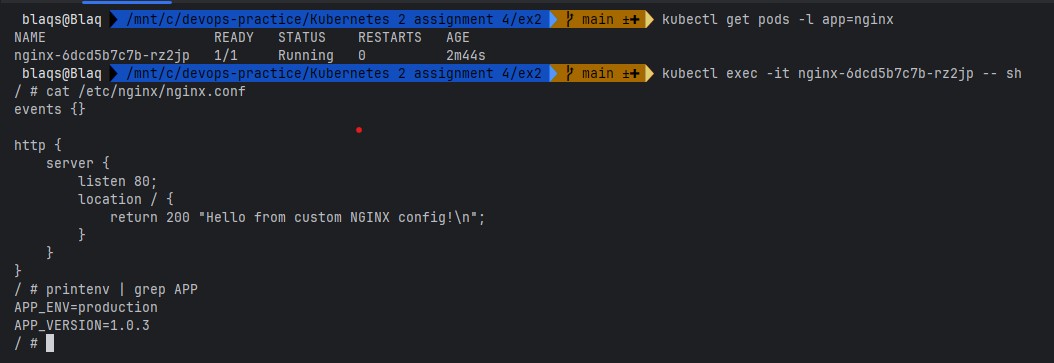 blaqs@Blaq /mnt/c/devops-practice/Kubernetes 2 assignment 4/ex2 main ±✚ kubectl get pods -l app=nginx
NAME                     READY   STATUS    RESTARTS   AGE
nginx-6dcd5b7c7b-rz2jp   1/1     Running   0          2m44s
blaqs@Blaq /mnt/c/devops-practice/Kubernetes 2 assignment 4/ex2 main ±✚ kubectl exec -it nginx-6dcd5b7c7b-rz2jp -- sh
/ # cat /etc/nginx/nginx.conf
events {}
http {
    server {
        listen 80;
        location / {
            return 200 "Hello from custom NGINX config!\n";
        }
    }
}
/ # printenv | grep APP
APP_ENV=production
APP_VERSION=1.0.3
/ #